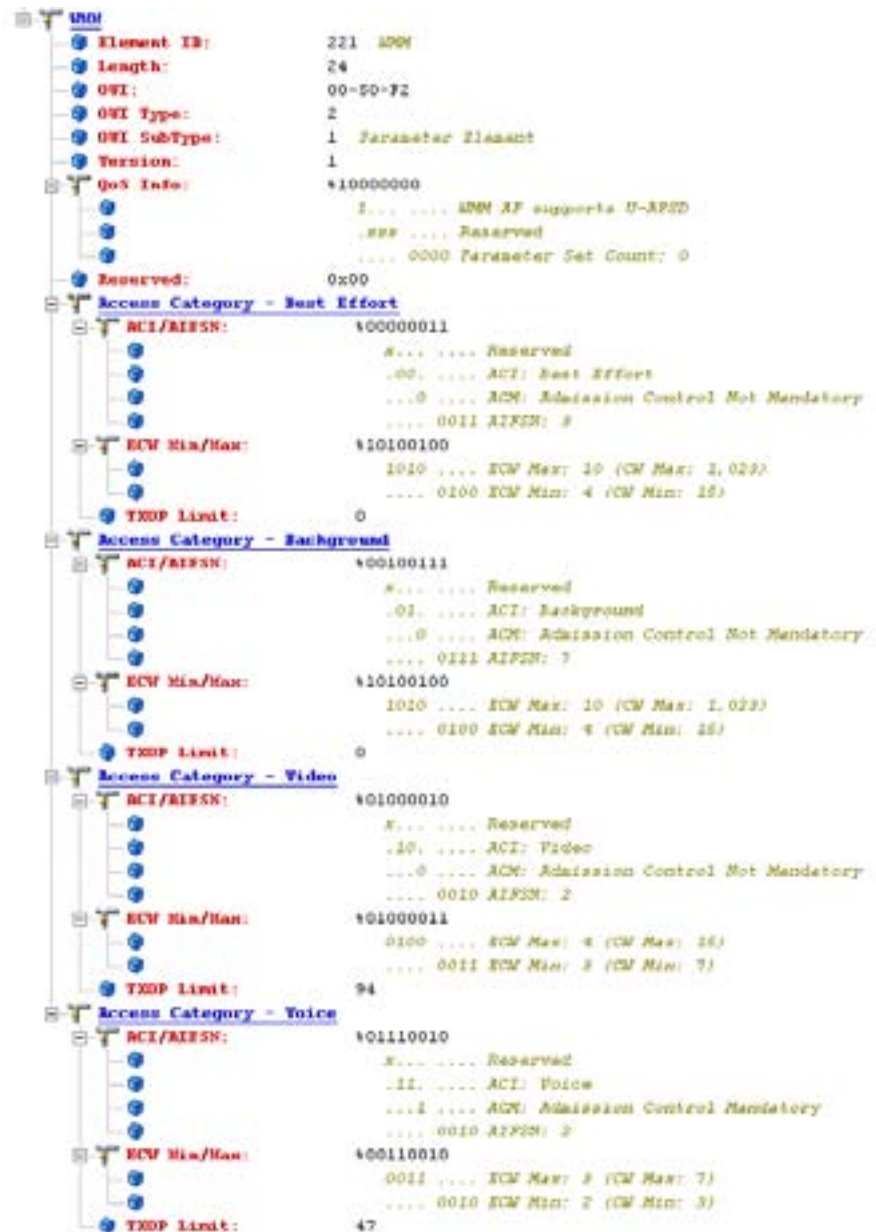 WMM
Element ID: 221 WMM
Length: 24
OUI: 00-50-F2
OUI Type: 2
OUI SubType: 1 Parameter Element
Version: 1
QoS Info: %10000000
1... .... WMM AP supports U-APSD
.xxx .... Reserved
.... 0000 Parameter Set Count: 0
Reserved: 0x00
Access Category - Best Effort
ACI/AIFSN: %00000011
x... .... Reserved
.00. .... ACI: Best Effort
...0 .... ACM: Admission Control Not Mandatory
.... 0011 AIFSN: 3
ECW Min/Max: %10100100
1010 .... ECW Max: 10 (CW Max: 1,023)
.... 0100 ECW Min: 4 (CW Min: 15)
TXOP Limit: 0
Access Category - Background
ACI/AIFSN: %00100111
x... .... Reserved
.01. .... ACI: Background
...0 .... ACM: Admission Control Not Mandatory
.... 0111 AIFSN: 7
ECW Min/Max: %10100100
1010 .... ECW Max: 10 (CW Max: 1,023)
.... 0100 ECW Min: 4 (CW Min: 15)
TXOP Limit: 0
Access Category - Video
ACI/AIFSN: %01000010
x... .... Reserved
.10. .... ACI: Video
...0 .... ACM: Admission Control Not Mandatory
.... 0010 AIFSN: 2
ECW Min/Max: %01000011
0100 .... ECW Max: 4 (CW Max: 15)
.... 0011 ECW Min: 3 (CW Min: 7)
TXOP Limit: 94
Access Category - Voice
ACI/AIFSN: %01110010
x... .... Reserved
.11. .... ACI: Voice
...1 .... ACM: Admission Control Mandatory
.... 0010 AIFSN: 2
ECW Min/Max: %00110010
0011 .... ECW Max: 3 (CW Max: 7)
.... 0010 ECW Min: 2 (CW Min: 3)
TXOP Limit: 47